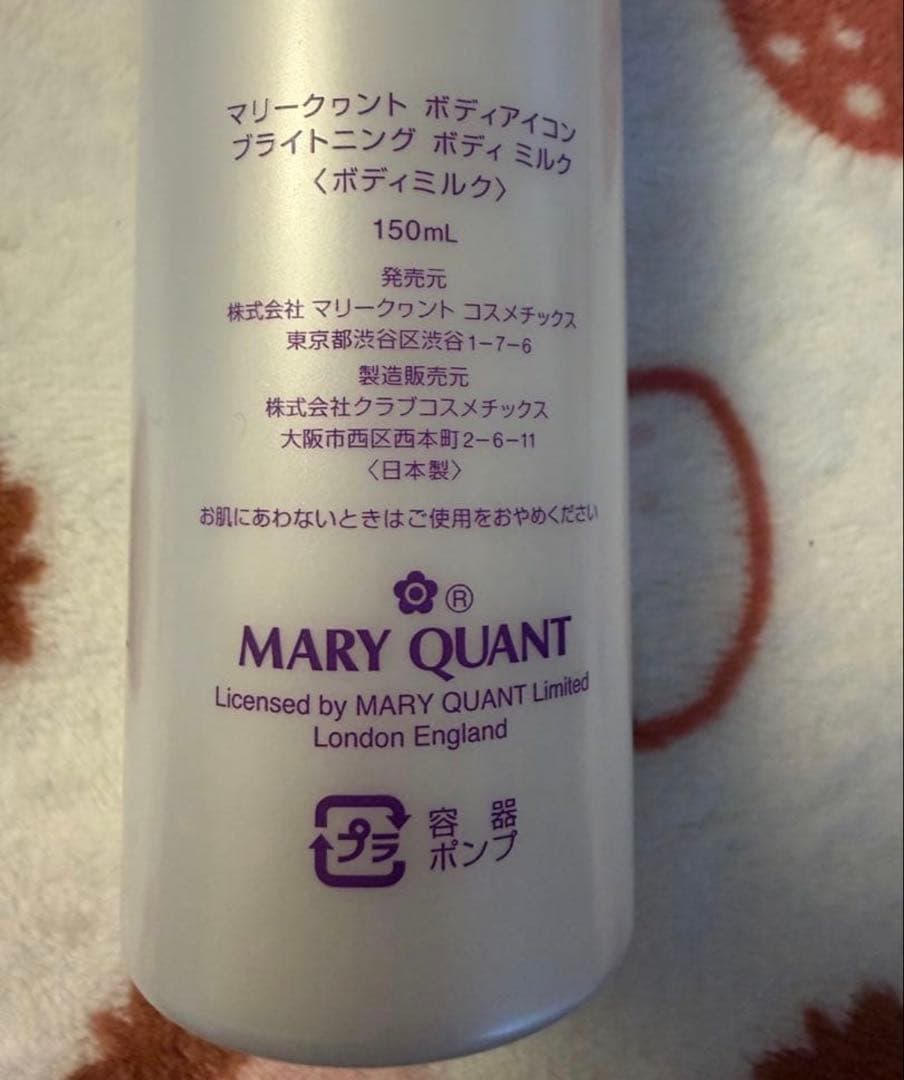 マリークヮント ボディアイコン
ブライトニング ボディ ミルク
〈ボディミルク〉
150mL
発売元
株式会社 マリークヮント コスメチックス
東京都渋谷区渋谷1-7-6
製造販売元
株式会社クラブコスメチックス
大阪市西区西本町2-6-11
〈日本製〉
お肌にあわないときはご使用をおやめください
®
MARY QUANT
Licensed by MARY QUANT Limited
London England
プラ 容 器
ポンプ